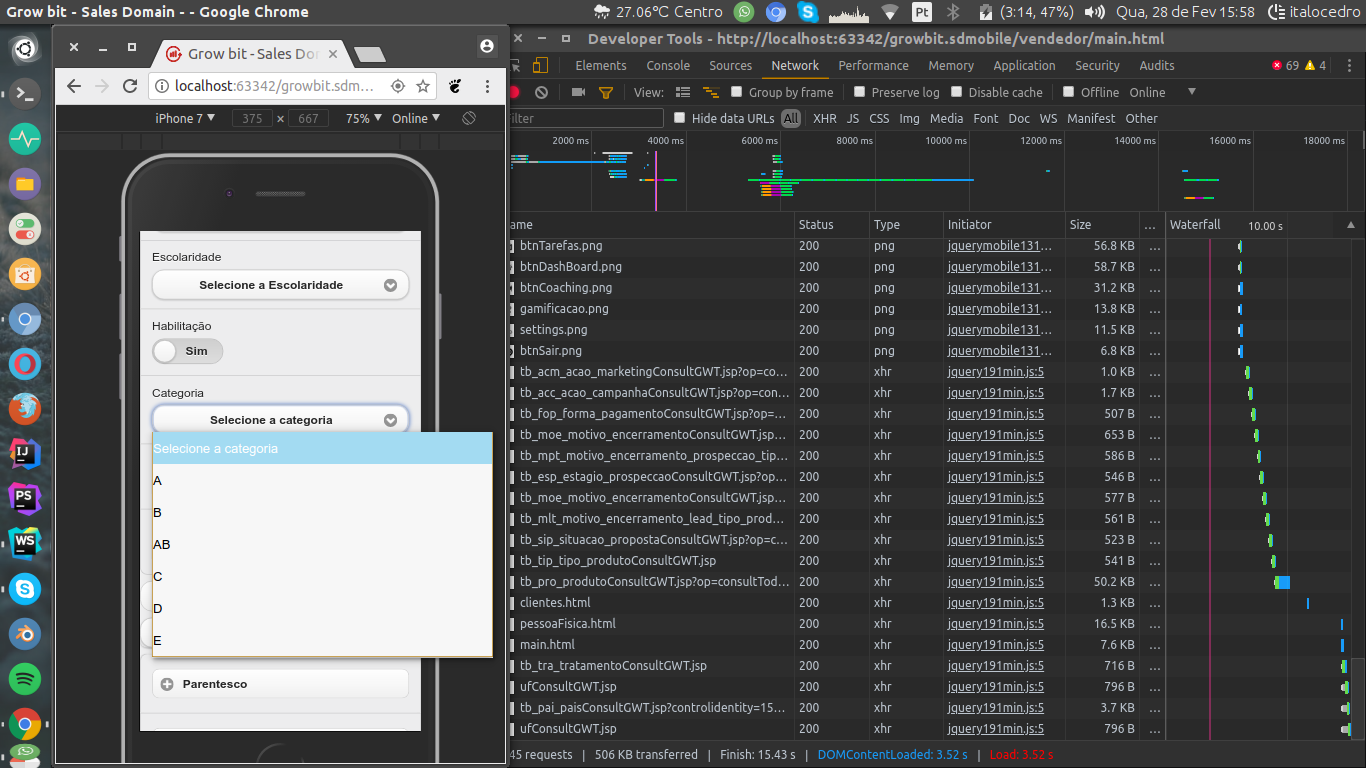 Grow bit - Sales Domain - - Google Chrome
27.06°C Centro
Pt
(3:14, 47%)
Qua, 28 de Fev 15:58
italocedro
Grow bit - Sales Do
localhost:63342/growbit.sdm…
iPhone 7 ▼
375 × 667
75% ▼
Online ▼
Escolaridade
Selecione a Escolaridade
Habilitação
Sim
Categoria
Selecione a categoria
Selecione a categoria
A
B
AB
C
D
E
Parentesco
Developer Tools - http://localhost:63342/growbit.sdmobile/vendedor/main.html
Elements Console Sources Network Performance Memory Application Security Audits
69 4
View: Group by frame Preserve log Disable cache Offline Online ▼
ilter Hide data URLs All XHR JS CSS Img Media Font Doc WS Manifest Other
2000 ms 4000 ms 6000 ms 8000 ms 10000 ms 12000 ms 14000 ms 16000 ms 18000 ms
ame Status Type Initiator Size … Waterfall 10.00 s ▲
btnTarefas.png 200 png jquerymobile131… 56.8 KB …
btnDashBoard.png 200 png jquerymobile131… 58.7 KB …
btnCoaching.png 200 png jquerymobile131… 31.2 KB …
gamificacao.png 200 png jquerymobile131… 13.8 KB …
settings.png 200 png jquerymobile131… 11.5 KB …
btnSair.png 200 png jquerymobile131… 6.8 KB …
tb_acm_acao_marketingConsultGWT.jsp?op=co… 200 xhr jquery191min.js:5 1.0 KB …
tb_acc_acao_campanhaConsultGWT.jsp?op=con… 200 xhr jquery191min.js:5 1.7 KB …
tb_fop_forma_pagamentoConsultGWT.jsp?op=… 200 xhr jquery191min.js:5 507 B …
tb_moe_motivo_encerramentoConsultGWT.jsp… 200 xhr jquery191min.js:5 653 B …
tb_mpt_motivo_encerramento_prospeccao_tip… 200 xhr jquery191min.js:5 586 B …
tb_esp_estagio_prospeccaoConsultGWT.jsp?op… 200 xhr jquery191min.js:5 546 B …
tb_moe_motivo_encerramentoConsultGWT.jsp… 200 xhr jquery191min.js:5 577 B …
tb_mlt_motivo_encerramento_lead_tipo_prod… 200 xhr jquery191min.js:5 561 B …
tb_sip_situacao_propostaConsultGWT.jsp?op=c… 200 xhr jquery191min.js:5 523 B …
tb_tip_tipo_produtoConsultGWT.jsp 200 xhr jquery191min.js:5 541 B …
tb_pro_produtoConsultGWT.jsp?op=consultTod… 200 xhr jquery191min.js:5 50.2 KB …
clientes.html 200 xhr jquery191min.js:5 1.3 KB …
pessoaFisica.html 200 xhr jquery191min.js:5 16.5 KB …
main.html 200 xhr jquery191min.js:5 7.6 KB …
tb_tra_tratamentoConsultGWT.jsp 200 xhr jquery191min.js:5 716 B …
ufConsultGWT.jsp 200 xhr jquery191min.js:5 796 B …
tb_pai_paisConsultGWT.jsp?controlidentity=15… 200 xhr jquery191min.js:5 3.7 KB …
ufConsultGWT.jsp 200 xhr jquery191min.js:5 796 B …
45 requests | 506 KB transferred | Finish: 15.43 s | DOMContentLoaded: 3.52 s | Load: 3.52 s